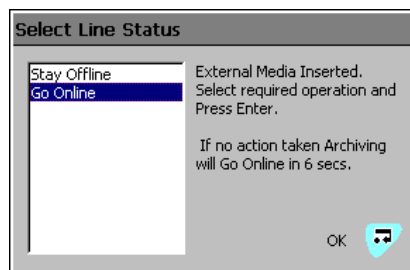 Select Line Status
Stay Offline
Go Online
External Media Inserted.
Select required operation and
Press Enter.
If no action taken Archiving
will Go Online in 6 secs.
OK